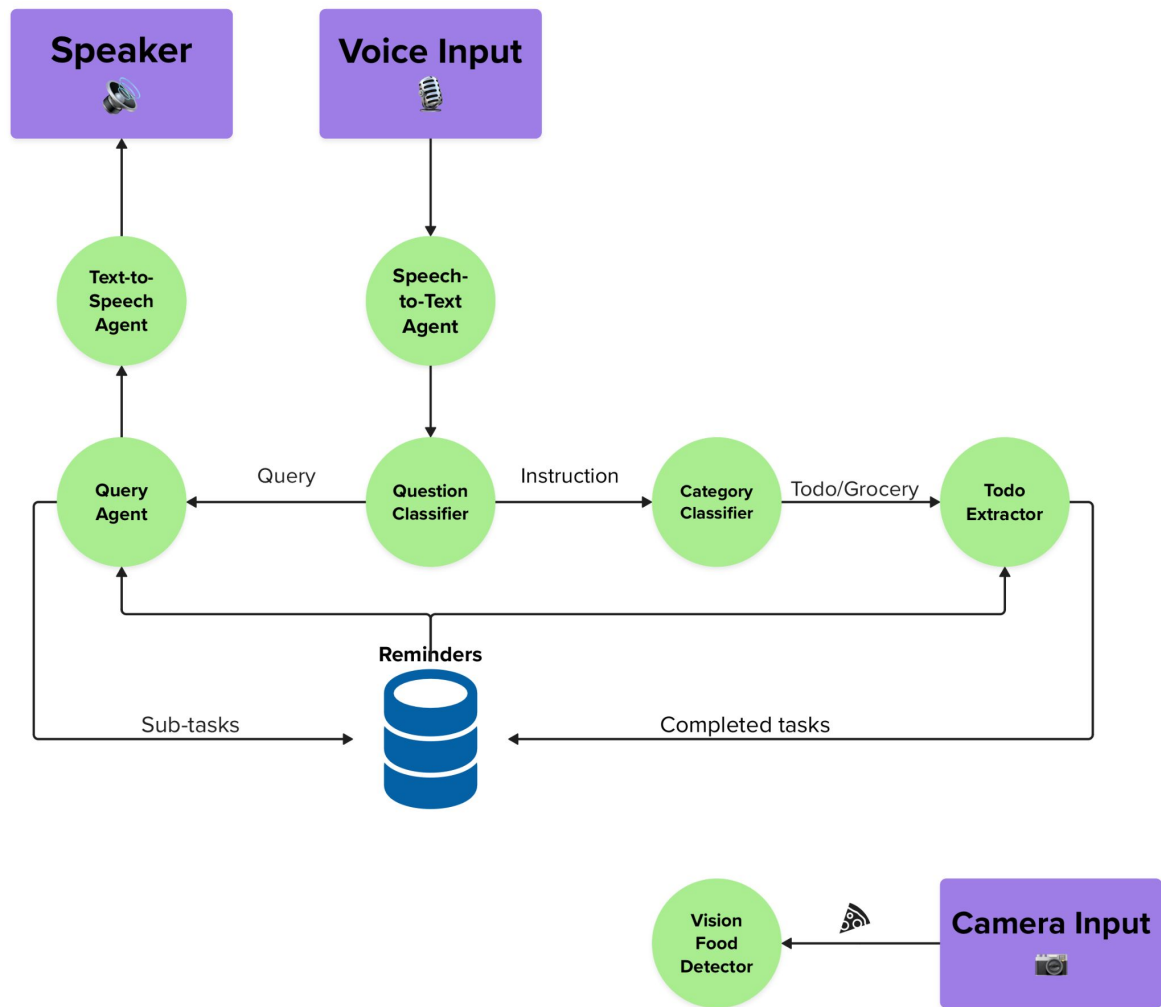 Speaker
Voice Input
Text-to-
Speech
Agent
Speech-
to-Text
Agent
Query
Agent
Query
Question
Classifier
Instruction
Category
Classifier
Todo/Grocery
Todo
Extractor
Reminders
Sub-tasks
Completed tasks
Vision
Food
Detector
Camera Input